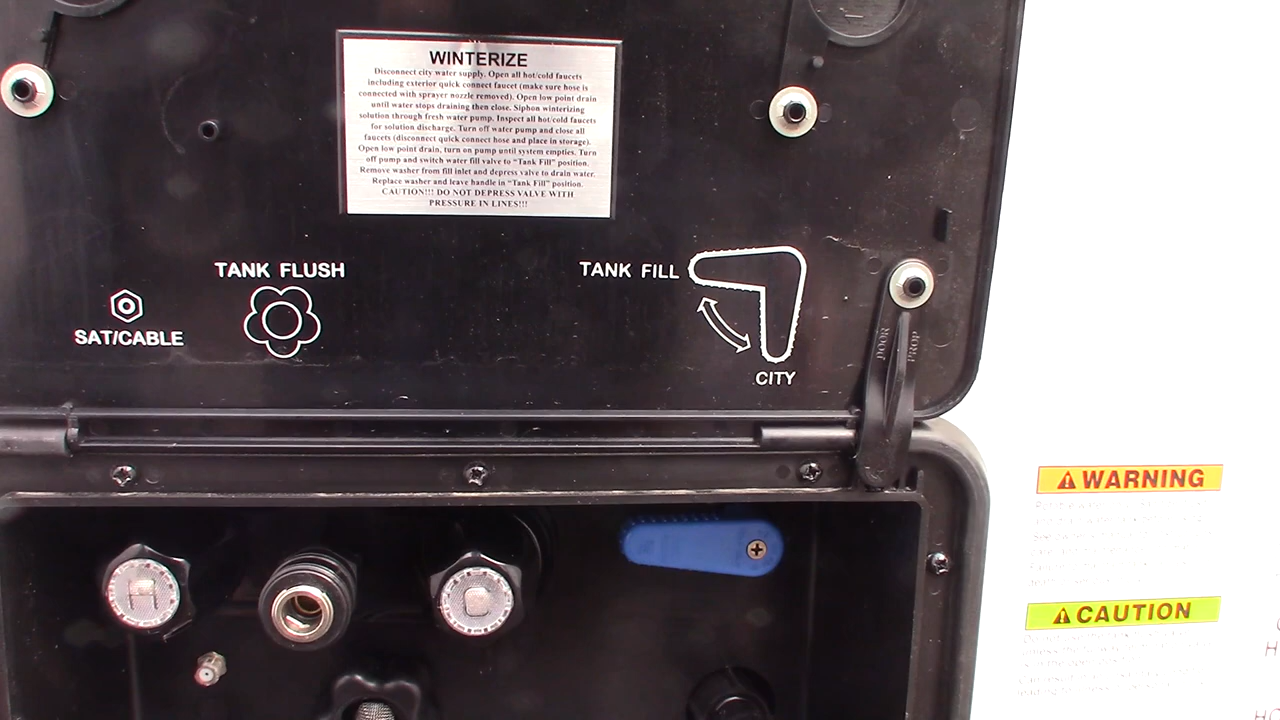 WINTERIZE
Disconnect city water supply. Open all hot/cold faucets
including exterior quick connect faucet (make sure hose is
connected with sprayer nozzle removed). Open low point drain
until water stops draining then close. Siphon winterizing
solution through fresh water pump. Inspect all hot/cold faucets
for solution discharge. Turn off water pump and close all
faucets (disconnect quick connect hose and place in storage).
Open low point drain, turn on pump until system empties. Turn
off pump and switch water fill valve to "Tank Fill" position.
Remove washer from fill inlet and depress valve to drain water.
Replace washer and leave handle in "Tank Fill" position.
CAUTION!!! DO NOT DEPRESS VALVE WITH
PRESSURE IN LINES!!!
TANK FLUSH
TANK FILL
SAT/CABLE
DOOR PROP
CITY
WARNING
H
CAUTION